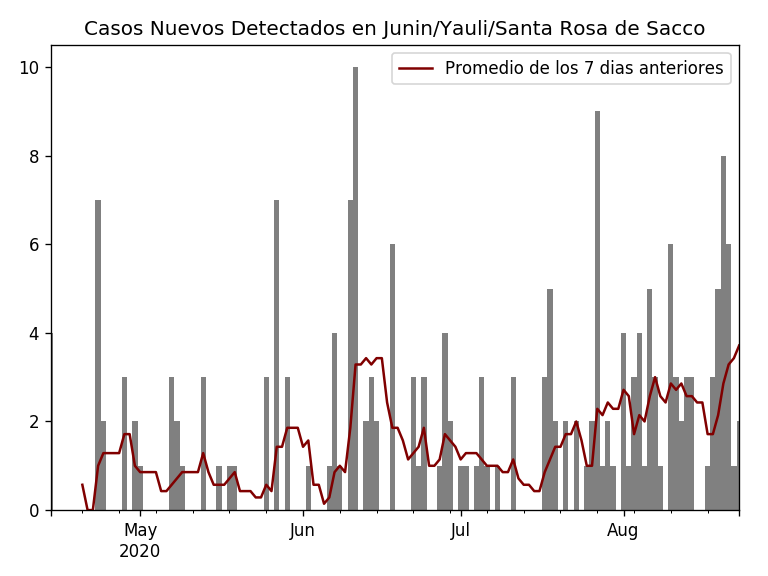 Casos Nuevos Detectados en Junin/Yauli/Santa Rosa de Sacco
Promedio de los 7 dias anteriores
10
8
6
4
2
0
May
2020
Jun
Jul
Aug